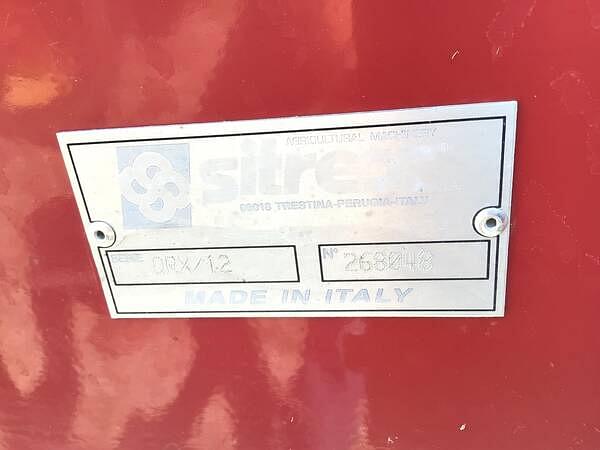 AGRICULTURAL MACHINERY
sitrex
06018 TRESTINA-PERUGIA-ITALY
SERIE QRX/12
N° 268048
MADE IN ITALY